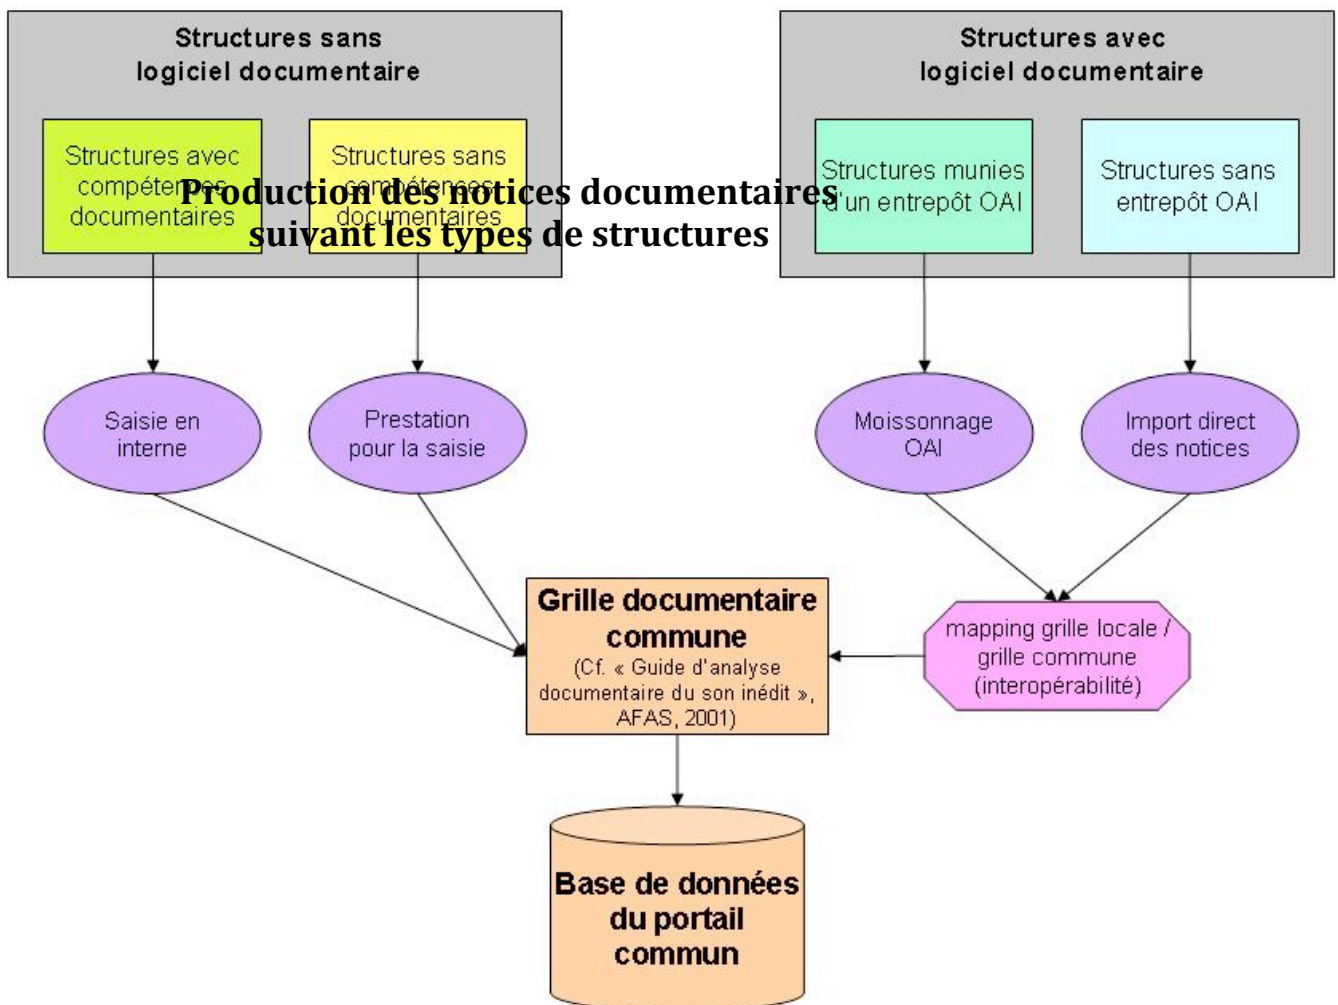 Structures sans
logiciel documentaire
Structures avec
compétences
documentaires
Structures sans
compétences
documentaires
Production des notices documentaires
suivant les types de structures
Structures avec
logiciel documentaire
Structures munies
d'un entrepôt OAI
Structures sans
entrepôt OAI
Saisie en
interne
Prestation
pour la saisie
Moissonnage
OAI
Import direct
des notices
Grille documentaire
commune
(Cf. « Guide d'analyse
documentaire du son inédit »,
AFAS, 2001)
mapping grille locale /
grille commune
(interopérabilité)
Base de données
du portail
commun